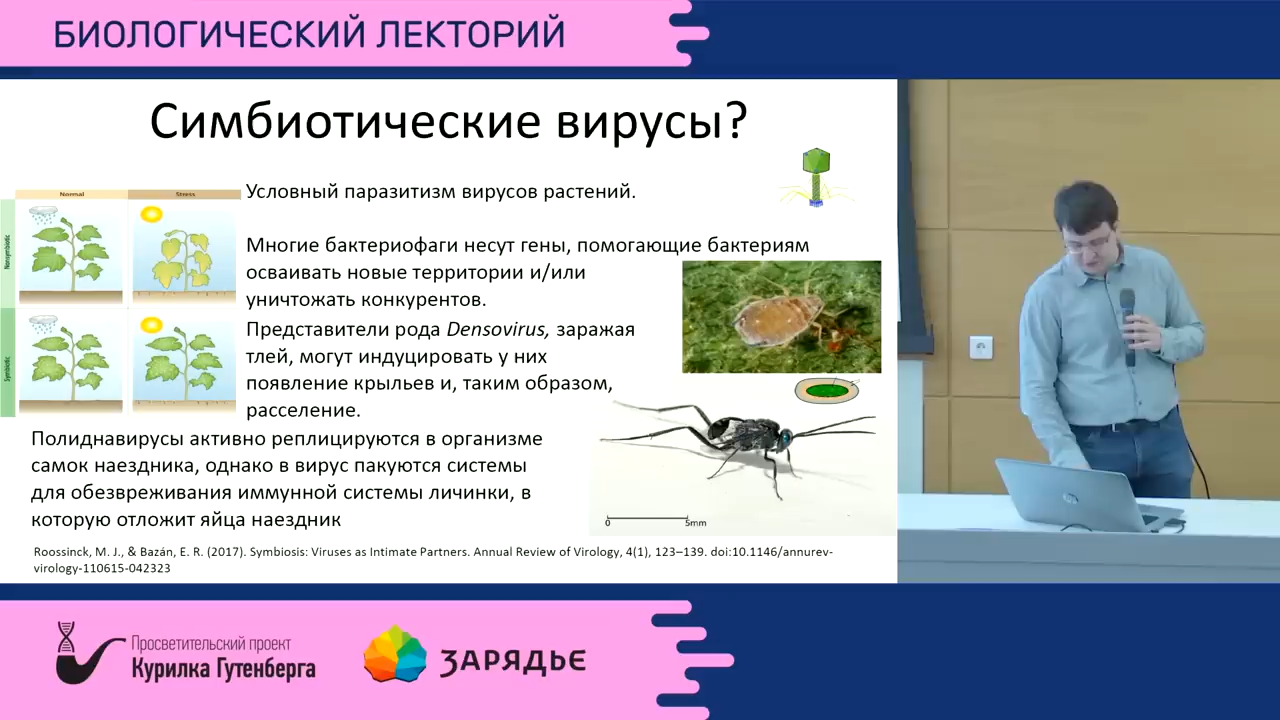 БИОЛОГИЧЕСКИЙ ЛЕКТОРИЙ
Симбиотические вирусы?
Normal Stress
Nonsymbiotic
Symbiotic
Условный паразитизм вирусов растений.
Многие бактериофаги несут гены, помогающие бактериям
осваивать новые территории и/или
уничтожать конкурентов.
Представители рода Densovirus, заражая
тлей, могут индуцировать у них
появление крыльев и, таким образом,
расселение.
Полиднавирусы активно реплицируются в организме
самок наездника, однако в вирус пакуются системы
для обезвреживания иммунной системы личинки, в
которую отложит яйца наездник
0 5mm
Roossinck, M. J., & Bazán, E. R. (2017). Symbiosis: Viruses as Intimate Partners. Annual Review of Virology, 4(1), 123–139. doi:10.1146/annurev-
virology-110615-042323
Просветительский проект
Курилка Гутенберга
ЗАРЯДЬЕ
hp